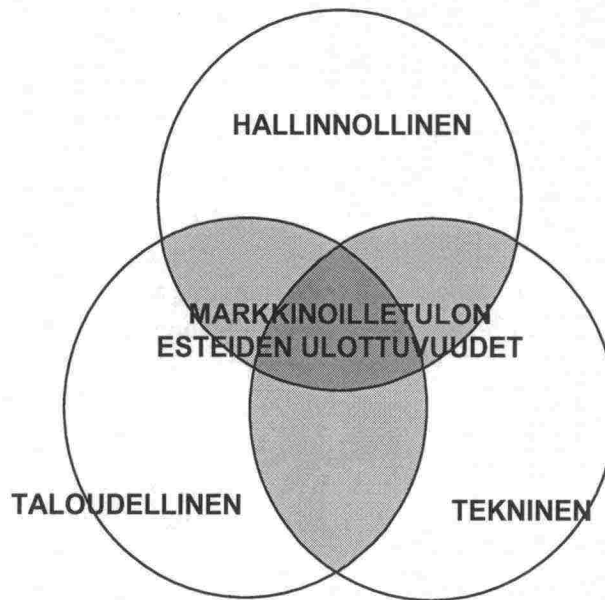 HALLINNOLLINEN
MARKKINOILLETULON
ESTEIDEN ULOTTUVUUDET
TALOUDELLINEN
TEKNINEN